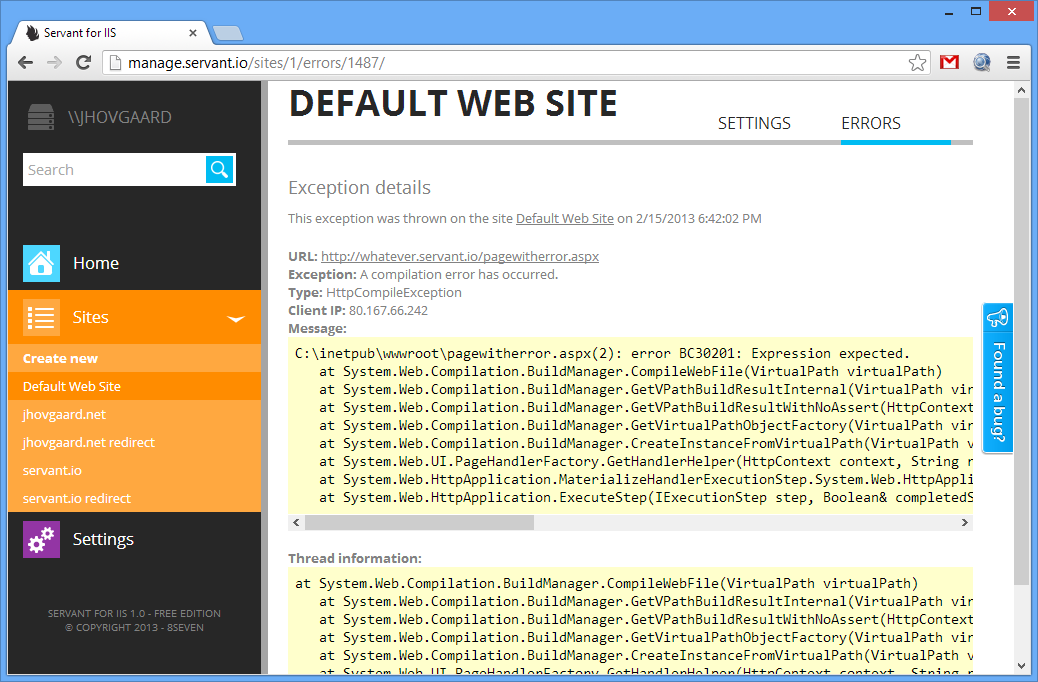 Servant for IIS
manage.servant.io/sites/1/errors/1487/
\\JHOVGAARD
Search
Home
Sites
Create new
Default Web Site
jhovgaard.net
jhovgaard.net redirect
servant.io
servant.io redirect
Settings
SERVANT FOR IIS 1.0 - FREE EDITION
© COPYRIGHT 2013 - 8SEVEN
DEFAULT WEB SITE
SETTINGS
ERRORS
Exception details
This exception was thrown on the site Default Web Site on 2/15/2013 6:42:02 PM
URL: http://whatever.servant.io/pagewitherror.aspx
Exception: A compilation error has occurred.
Type: HttpCompileException
Client IP: 80.167.66.242
Message:
C:\inetpub\wwwroot\pagewitherror.aspx(2): error BC30201: Expression expected.
at System.Web.Compilation.BuildManager.CompileWebFile(VirtualPath virtualPath)
at System.Web.Compilation.BuildManager.GetVPathBuildResultInternal(VirtualPath vir
at System.Web.Compilation.BuildManager.GetVPathBuildResultWithNoAssert(HttpContext
at System.Web.Compilation.BuildManager.GetVirtualPathObjectFactory(VirtualPath vir
at System.Web.Compilation.BuildManager.CreateInstanceFromVirtualPath(VirtualPath v
at System.Web.UI.PageHandlerFactory.GetHandlerHelper(HttpContext context, String r
at System.Web.HttpApplication.MaterializeHandlerExecutionStep.System.Web.HttpAppli
at System.Web.HttpApplication.ExecuteStep(IExecutionStep step, Boolean& completedS
Thread information:
at System.Web.Compilation.BuildManager.CompileWebFile(VirtualPath virtualPath)
at System.Web.Compilation.BuildManager.GetVPathBuildResultInternal(VirtualPath vir
at System.Web.Compilation.BuildManager.GetVPathBuildResultWithNoAssert(HttpContext
at System.Web.Compilation.BuildManager.GetVirtualPathObjectFactory(VirtualPath vir
at System.Web.Compilation.BuildManager.CreateInstanceFromVirtualPath(VirtualPath v
at System.Web.UI.PageHandlerFactory.GetHandlerHelper(HttpContext context, String r
Found a bug?